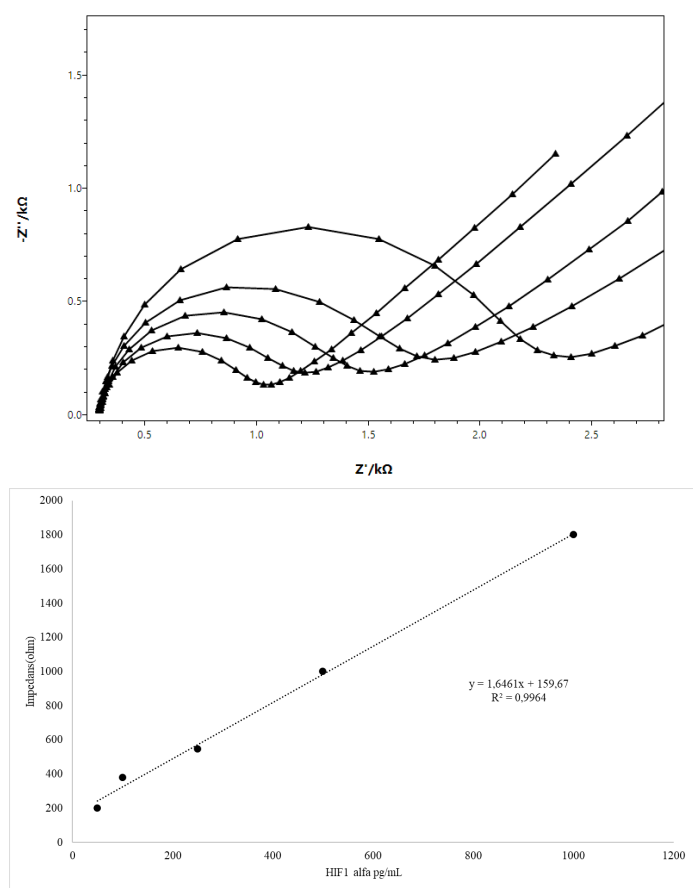 1.5
1.0
-Z''/kΩ
0.5
0.0
0.5 1.0 1.5 2.0 2.5
Z'/kΩ
2000
1800
1600
1400
1200
1000
800
600
400
200
0
Impedans(ohm)
y = 1,6461x + 159,67
R² = 0,9964
0 200 400 600 800 1000 1200
HIF1 alfa pg/mL